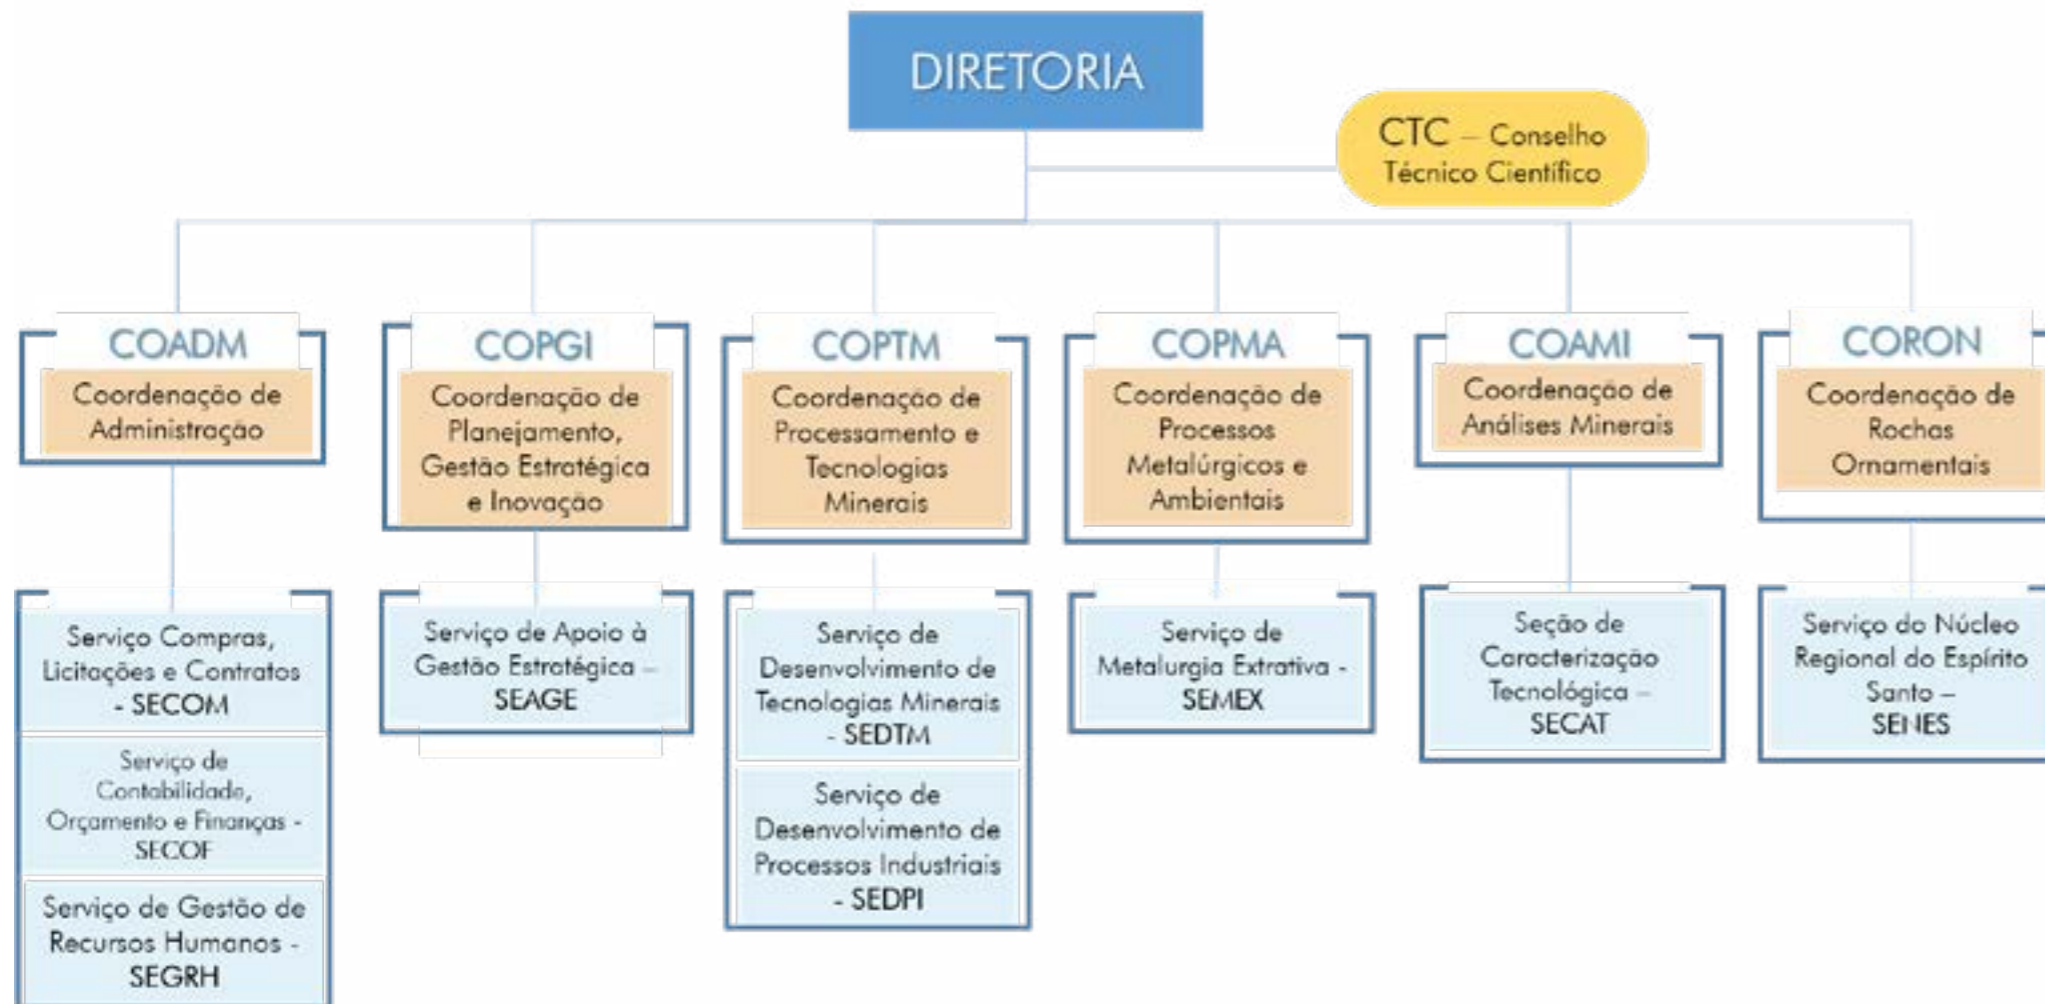 DIRETORIA
CTC – Conselho
Técnico Científico
COADM
Coordenação de
Administração
COPGI
Coordenação de
Planejamento,
Gestão Estratégica
e Inovação
COPTM
Coordenação de
Processamento e
Tecnologias
Minerais
COPMA
Coordenação de
Processos
Metalúrgicos e
Ambientais
COAMI
Coordenação de
Análises Minerais
CORON
Coordenação de
Rochas
Ornamentais
Serviço Compras,
Licitações e Contratos
- SECOM
Serviço de
Contabilidade,
Orçamento e Finanças -
SECOF
Serviço de Gestão de
Recursos Humanos -
SEGRH
Serviço de Apoio à
Gestão Estratégica –
SEAGE
Serviço de
Desenvolvimento de
Tecnologias Minerais
- SEDTM
Serviço de
Desenvolvimento de
Processos Industriais
- SEDPI
Serviço de
Metalurgia Extrativa -
SEMEX
Seção de
Caracterização
Tecnológica –
SECAT
Serviço do Núcleo
Regional do Espírito
Santo –
SENES